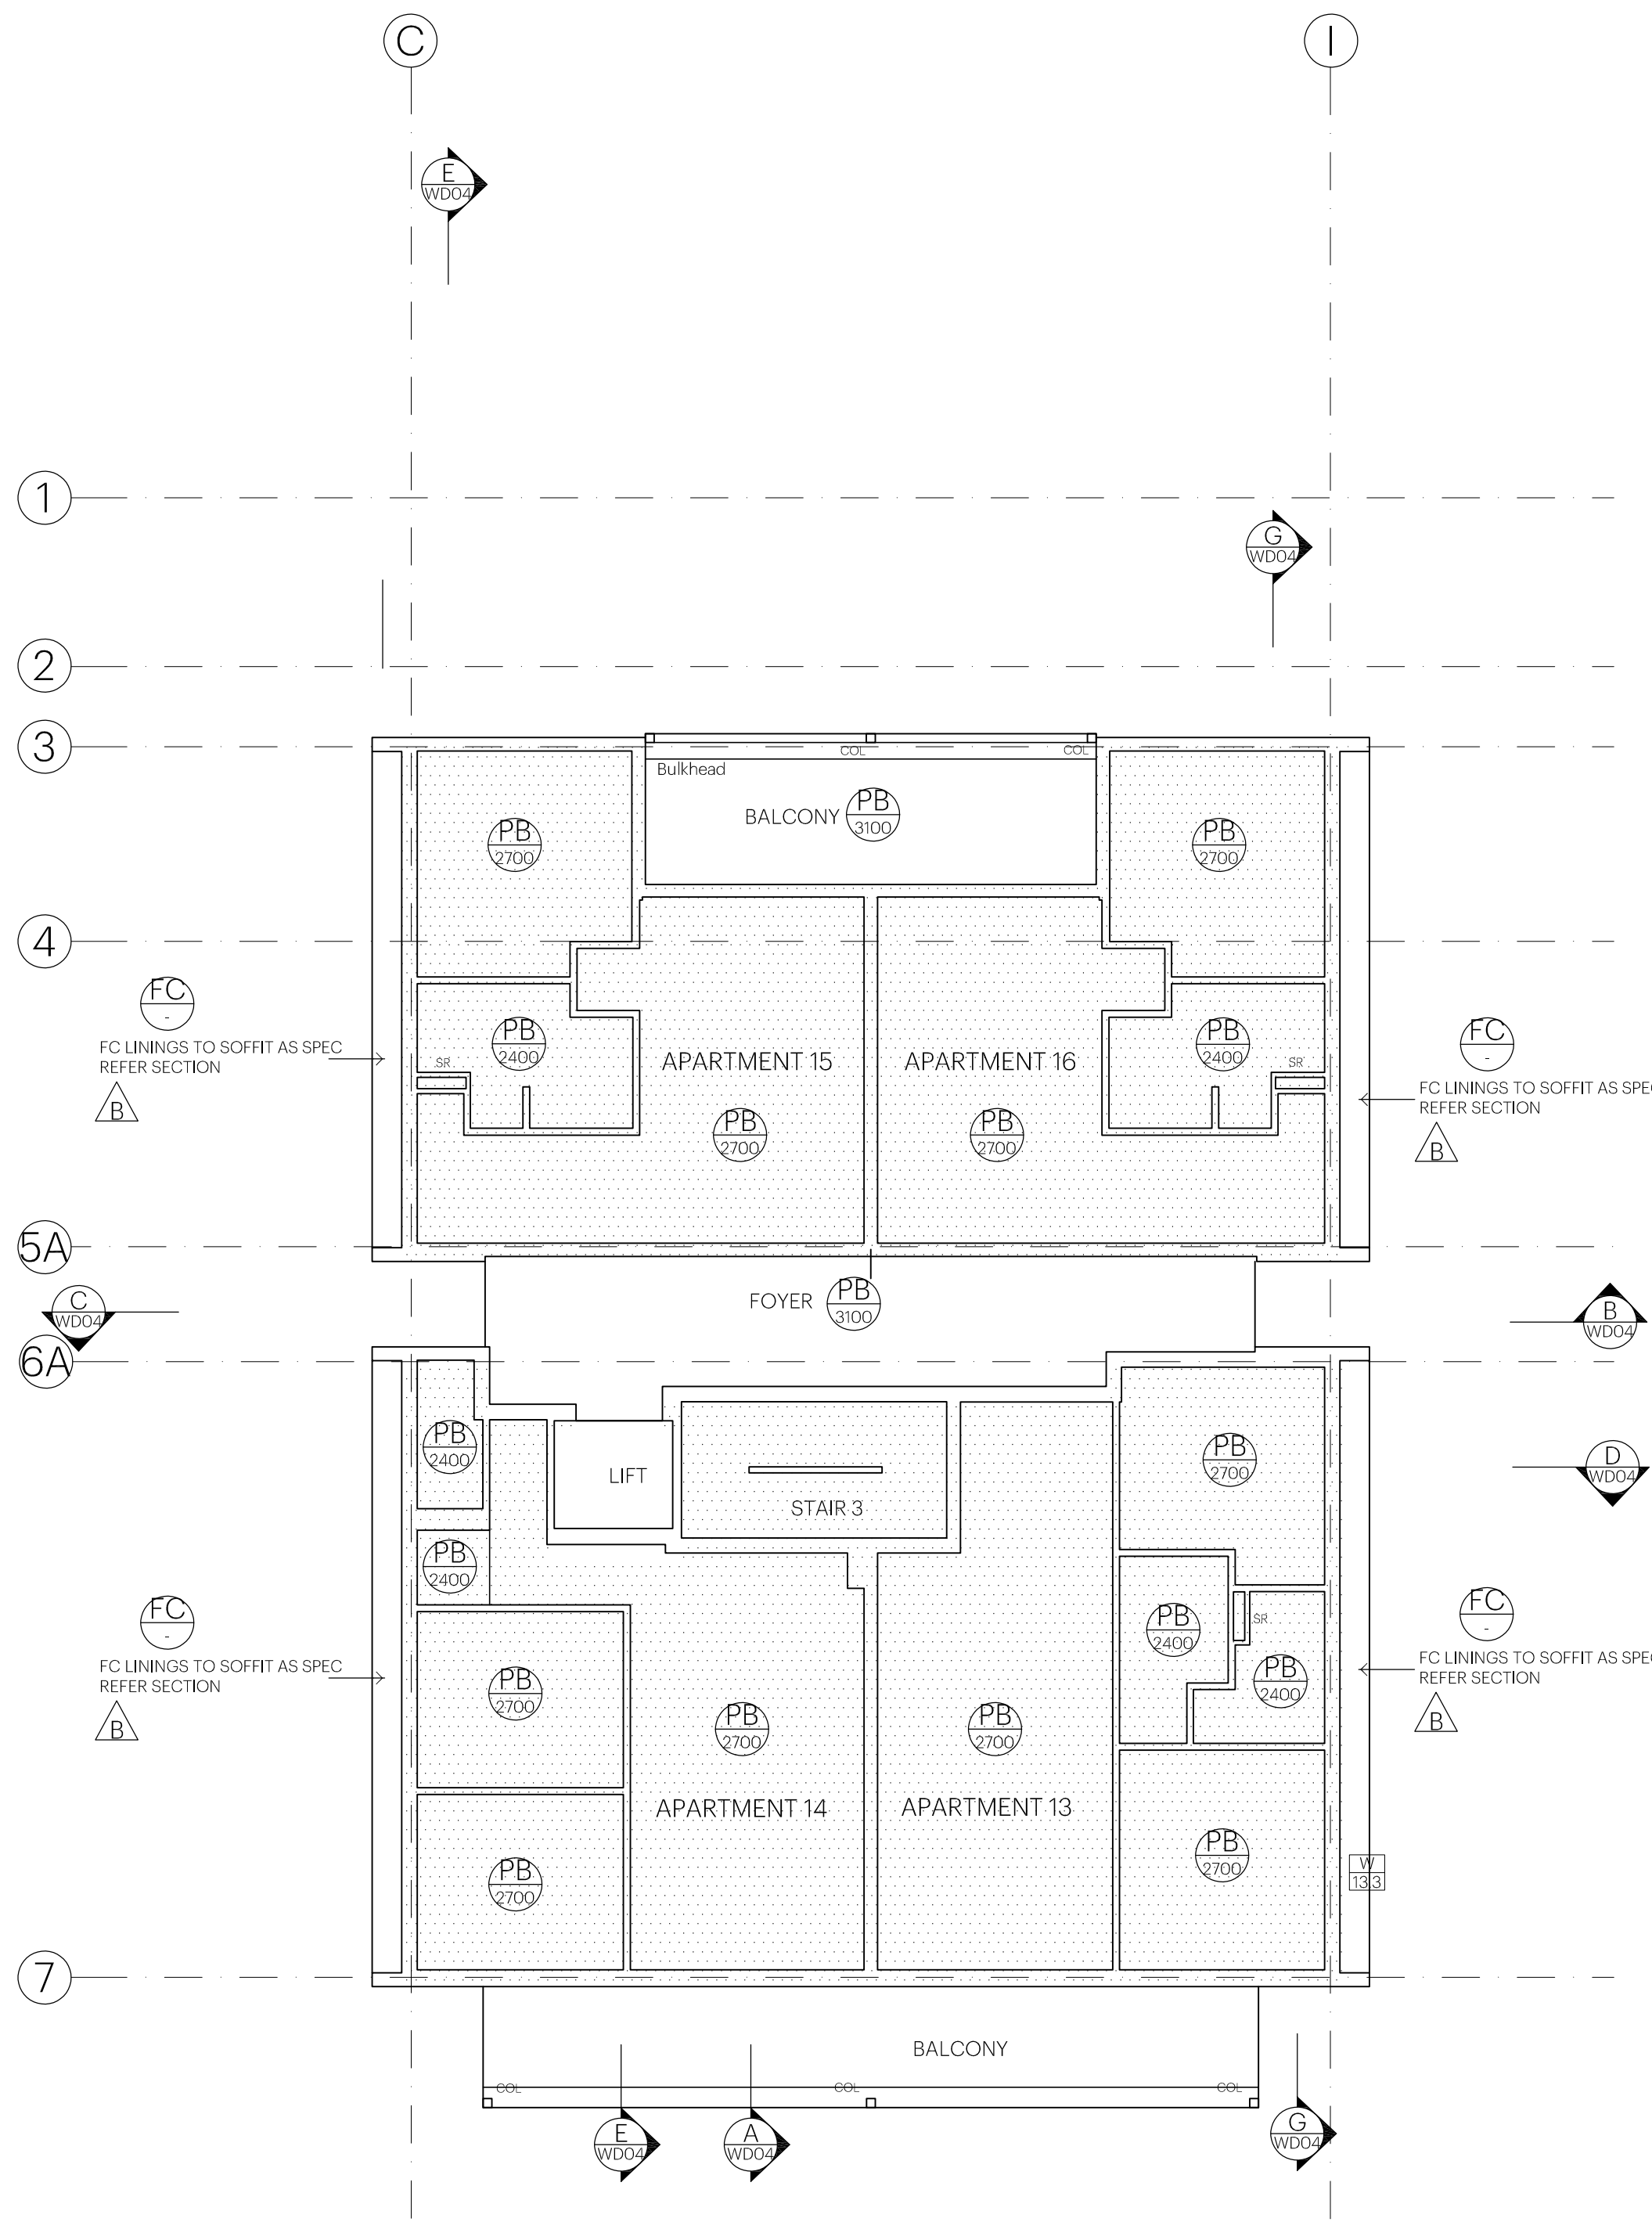 C
I
E
WD04
1
G
WD04
2
3
COL
COL
Bulkhead
BALCONY
PB
3100
PB
2700
PB
2700
4
FC
-
FC LININGS TO SOFFIT AS SPEC
REFER SECTION
B
PB
2400
SR
APARTMENT 15
APARTMENT 16
PB
2400
SR
FC
-
FC LININGS TO SOFFIT AS SPEC
REFER SECTION
B
PB
2700
PB
2700
5A
C
WD04
FOYER
PB
3100
B
WD04
6A
PB
2400
LIFT
STAIR 3
PB
2700
D
WD04
PB
2400
FC
-
FC LININGS TO SOFFIT AS SPEC
REFER SECTION
B
PB
2400
SR
PB
2400
FC
-
FC LININGS TO SOFFIT AS SPEC
REFER SECTION
B
PB
2700
PB
2700
PB
2700
APARTMENT 14
APARTMENT 13
PB
2700
PB
2700
W
13.3
7
BALCONY
COL
COL
COL
E
WD04
A
WD04
G
WD04